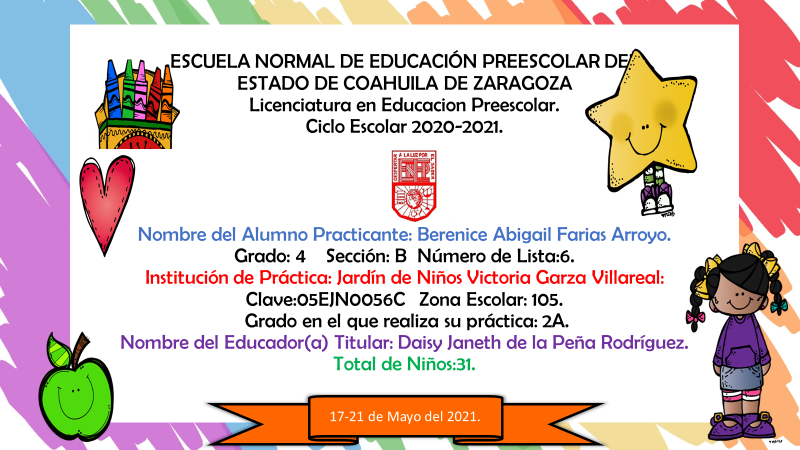 ESCUELA NORMAL DE EDUCACIÓN PREESCOLAR DE
ESTADO DE COAHUILA DE ZARAGOZA
Licenciatura en Educacion Preescolar.
Ciclo Escolar 2020-2021.
A LA LUZ POR
Nombre del Alumno Practicante: Berenice Abigail Farias Arroyo.
Grado: 4 Sección: B Número de Lista:6.
Institución de Práctica: Jardín de Niños Victoria Garza Villareal:
Clave:05EJN0056C Zona Escolar: 105.
Grado en el que realiza su práctica: 2A.
Nombre del Educador(a) Titular: Daisy Janeth de la Peña Rodríguez.
Total de Niños:31.
17-21 de Mayo del 2021.